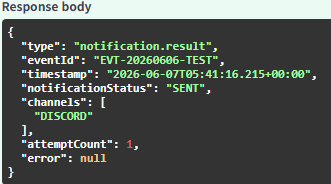 Response body
{
  "type": "notification.result",
  "eventId": "EVT-20260606-TEST",
  "timestamp": "2026-06-07T05:41:16.215+00:00",
  "notificationStatus": "SENT",
  "channels": [
    "DISCORD"
  ],
  "attemptCount": 1,
  "error": null
}